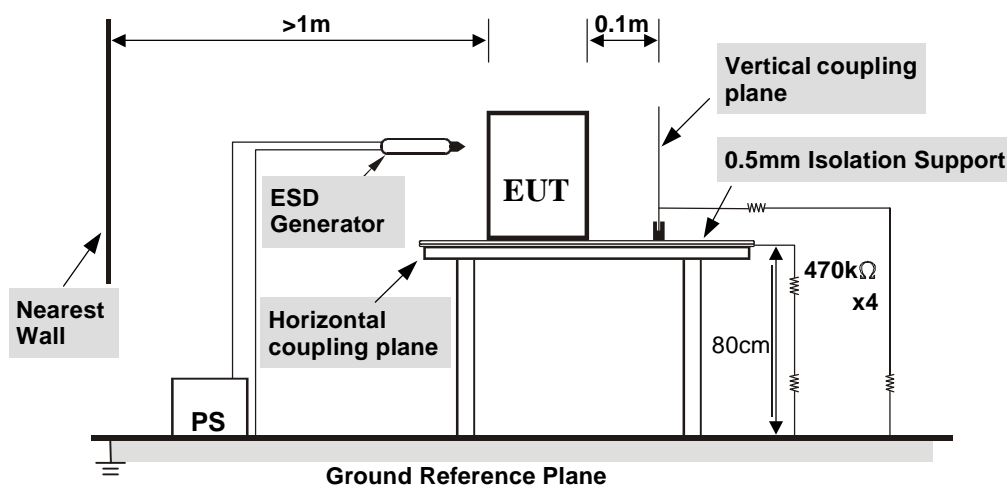 >1m
0.1m
Vertical coupling
plane
0.5mm Isolation Support
ESD
Generator
EUT
Nearest
Wall
Horizontal
coupling plane
470kΩ
x4
80cm
PS
Ground Reference Plane